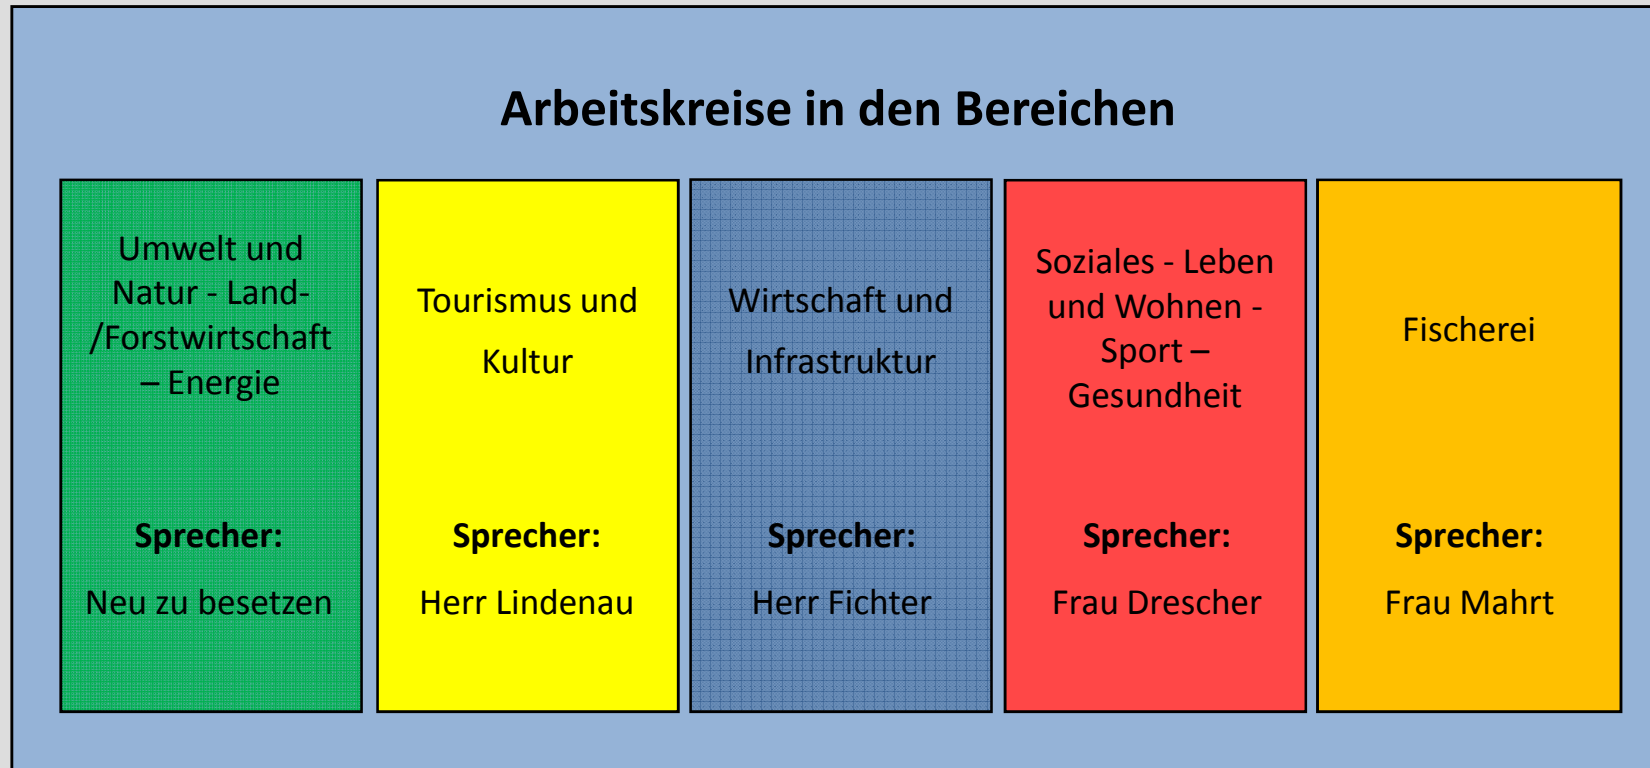 Arbeitskreise in den Bereichen
Umwelt und
Natur - Land-
/Forstwirtschaft
– Energie
Sprecher:
Neu zu besetzen
Tourismus und
Kultur
Sprecher:
Herr Lindenau
Wirtschaft und
Infrastruktur
Sprecher:
Herr Fichter
Soziales - Leben
und Wohnen -
Sport –
Gesundheit
Sprecher:
Frau Drescher
Fischerei
Sprecher:
Frau Mahrt